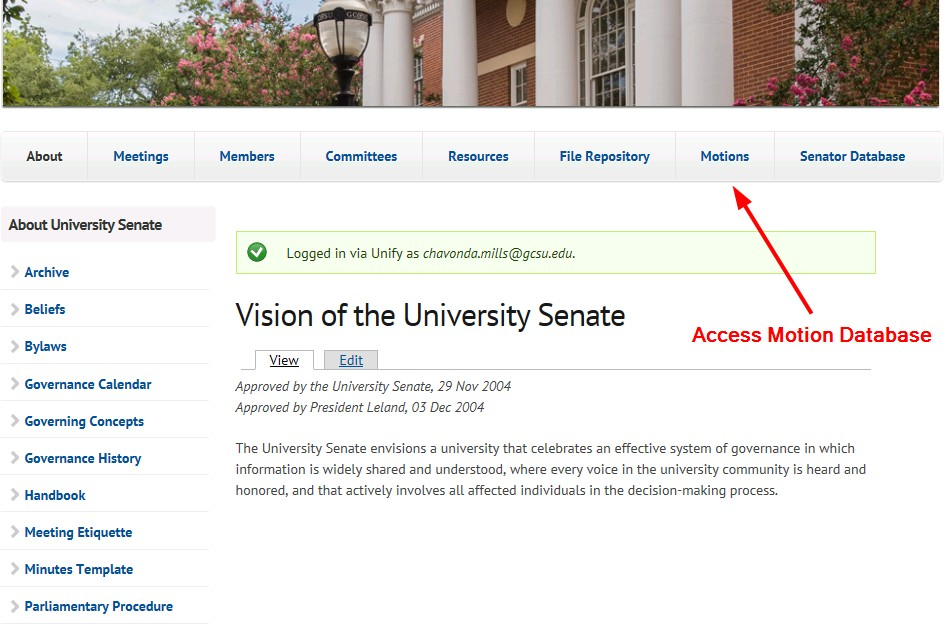 About Meetings Members Committees Resources File Repository Motions Senator Database
About University Senate
Archive
Beliefs
Bylaws
Governance Calendar
Governing Concepts
Governance History
Handbook
Meeting Etiquette
Minutes Template
Parliamentary Procedure
Logged in via Unify as chavonda.mills@gcsu.edu.
Access Motion Database
Vision of the University Senate
View Edit
Approved by the University Senate, 29 Nov 2004
Approved by President Leland, 03 Dec 2004
The University Senate envisions a university that celebrates an effective system of governance in which
information is widely shared and understood, where every voice in the university community is heard and
honored, and that actively involves all affected individuals in the decision-making process.